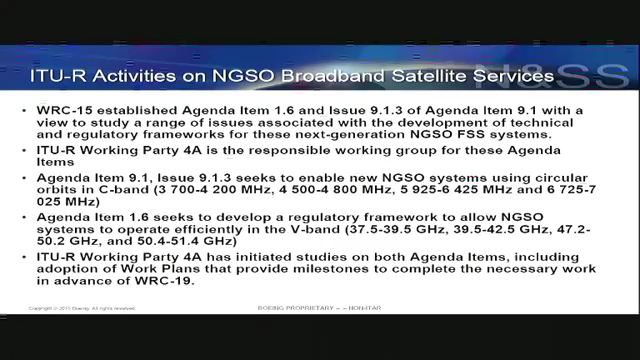 N&SS
ITU-R Activities on NGSO Broadband Satellite Services
• WRC-15 established Agenda Item 1.6 and Issue 9.1.3 of Agenda Item 9.1 with a
view to study a range of issues associated with the development of technical
and regulatory frameworks for these next-generation NGSO FSS systems.
• ITU-R Working Party 4A is the responsible working group for these Agenda
Items
• Agenda Item 9.1, Issue 9.1.3 seeks to enable new NGSO systems using circular
orbits in C-band (3 700-4 200 MHz, 4 500-4 800 MHz, 5 925-6 425 MHz and 6 725-7
025 MHz)
• Agenda Item 1.6 seeks to develop a regulatory framework to allow NGSO
systems to operate efficiently in the V-band (37.5-39.5 GHz, 39.5-42.5 GHz, 47.2-
50.2 GHz, and 50.4-51.4 GHz)
• ITU-R Working Party 4A has initiated studies on both Agenda Items, including
adoption of Work Plans that provide milestones to complete the necessary work
in advance of WRC-19.
Copyright © 2010 Boeing. All rights reserved.
BOEING PROPRIETARY – – NON-ITAR